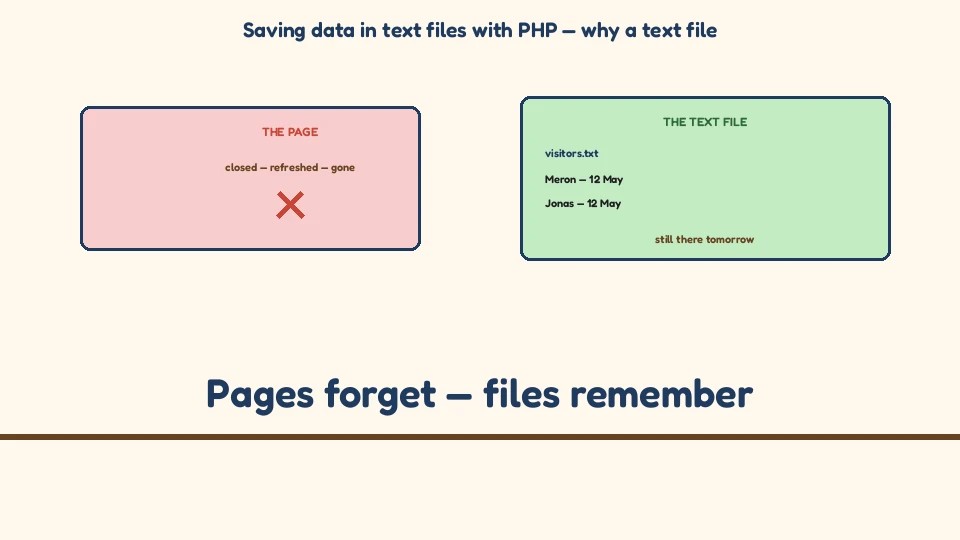 Saving data in text files with PHP — why a text file
THE PAGE
closed — refreshed — gone
THE TEXT FILE
visitors.txt
Meron — 12 May
Jonas — 12 May
still there tomorrow
Pages forget — files remember